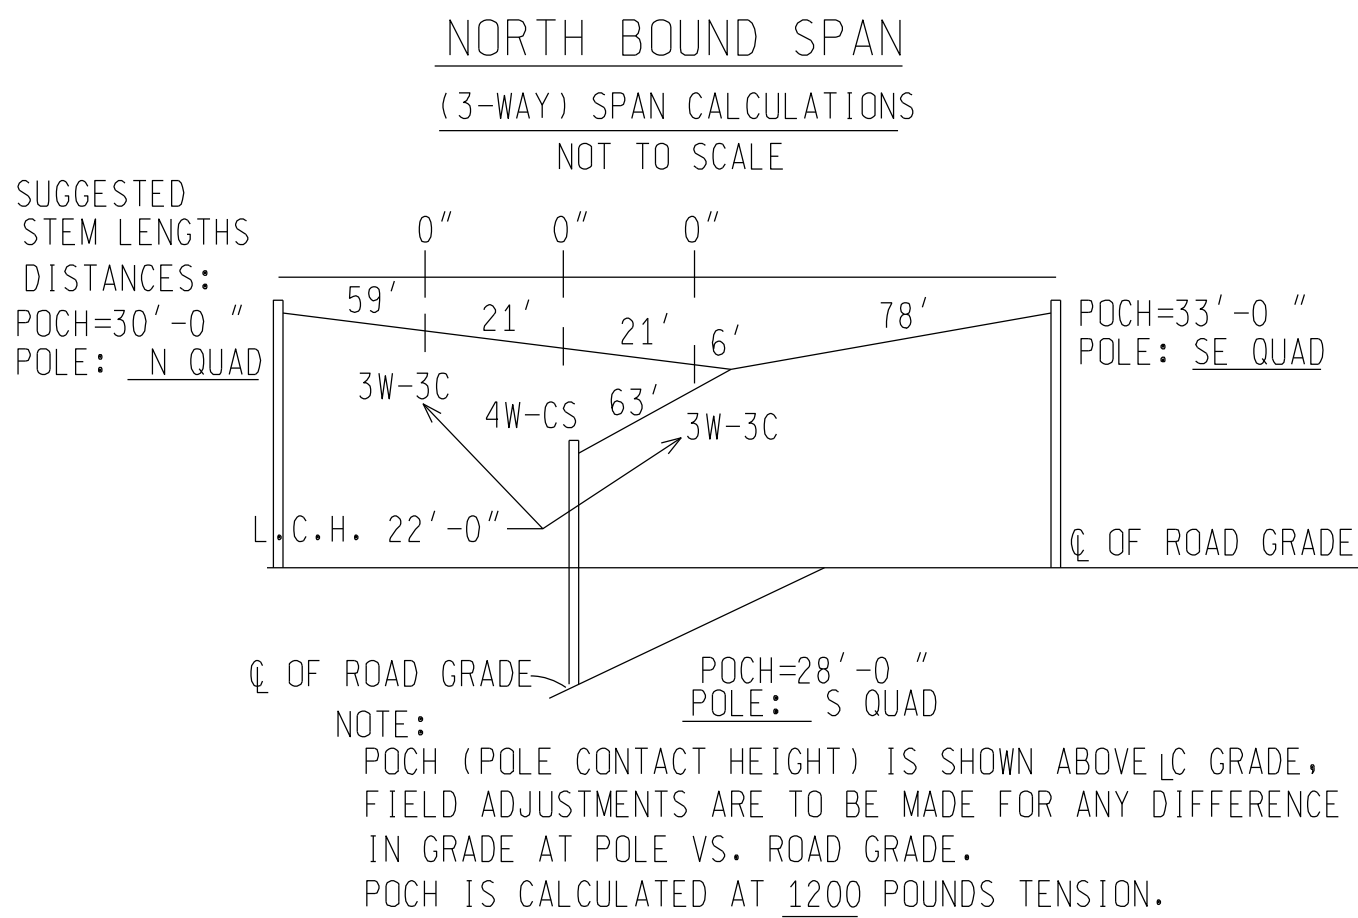 NORTH BOUND SPAN
(3-WAY) SPAN CALCULATIONS
NOT TO SCALE
SUGGESTED
STEM LENGTHS
0" 0" 0"
DISTANCES:
59' 21' 21' 6' 78'
POCH=30'-0 "
POLE: N QUAD
POCH=33'-0 "
POLE: SE QUAD
3W-3C
4W-CS
63'
3W-3C
L.C.H. 22'-0"
℄ OF ROAD GRADE
℄ OF ROAD GRADE
POCH=28'-0 "
POLE: S QUAD
NOTE:
POCH (POLE CONTACT HEIGHT) IS SHOWN ABOVE LC GRADE,
FIELD ADJUSTMENTS ARE TO BE MADE FOR ANY DIFFERENCE
IN GRADE AT POLE VS. ROAD GRADE.
POCH IS CALCULATED AT 1200 POUNDS TENSION.